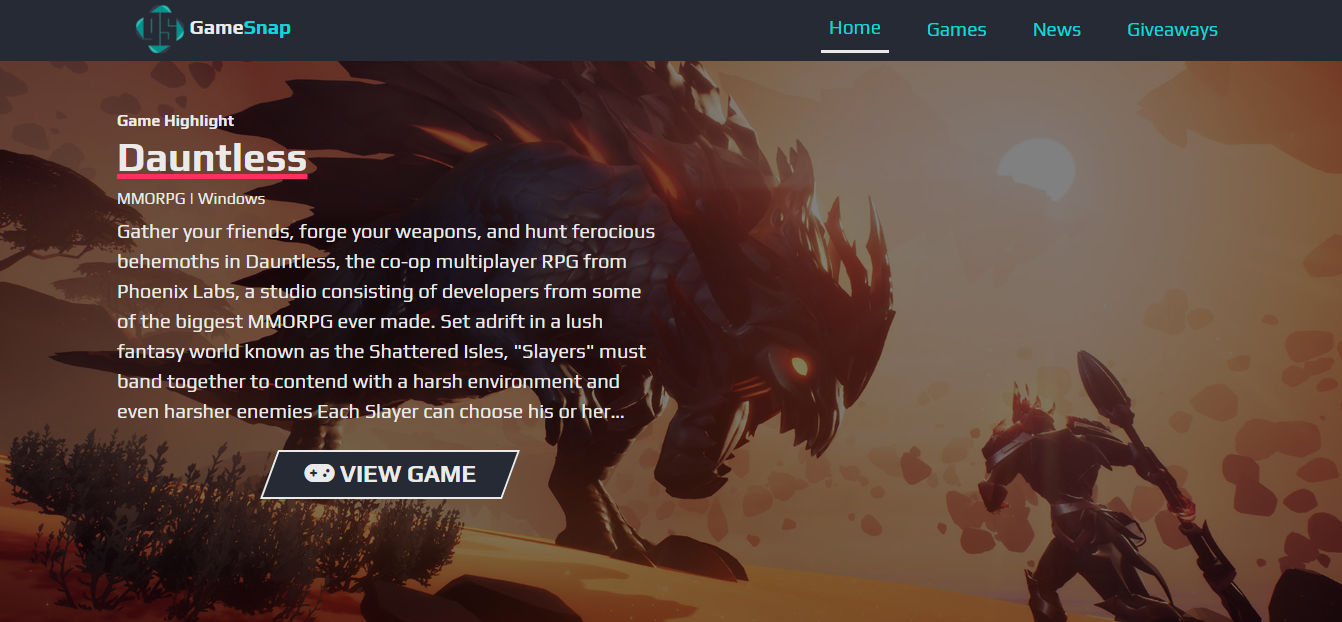 GS GameSnap
Home Games News Giveaways
Game Highlight
Dauntless
MMORPG | Windows
Gather your friends, forge your weapons, and hunt ferocious
behemoths in Dauntless, the co-op multiplayer RPG from
Phoenix Labs, a studio consisting of developers from some
of the biggest MMORPG ever made. Set adrift in a lush
fantasy world known as the Shattered Isles, "Slayers" must
band together to contend with a harsh environment and
even harsher enemies Each Slayer can choose his or her...
VIEW GAME